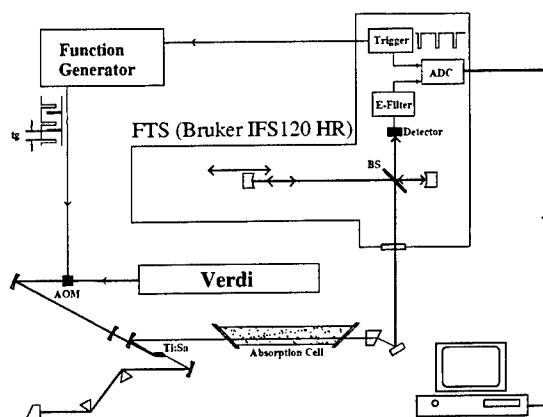 Function
Generator
Trigger
ADC
E-Filter
tg
FTS (Bruker IFS120 HR)
Detector
BS
Verdi
AOM
Ti:Sa
Absorption Cell